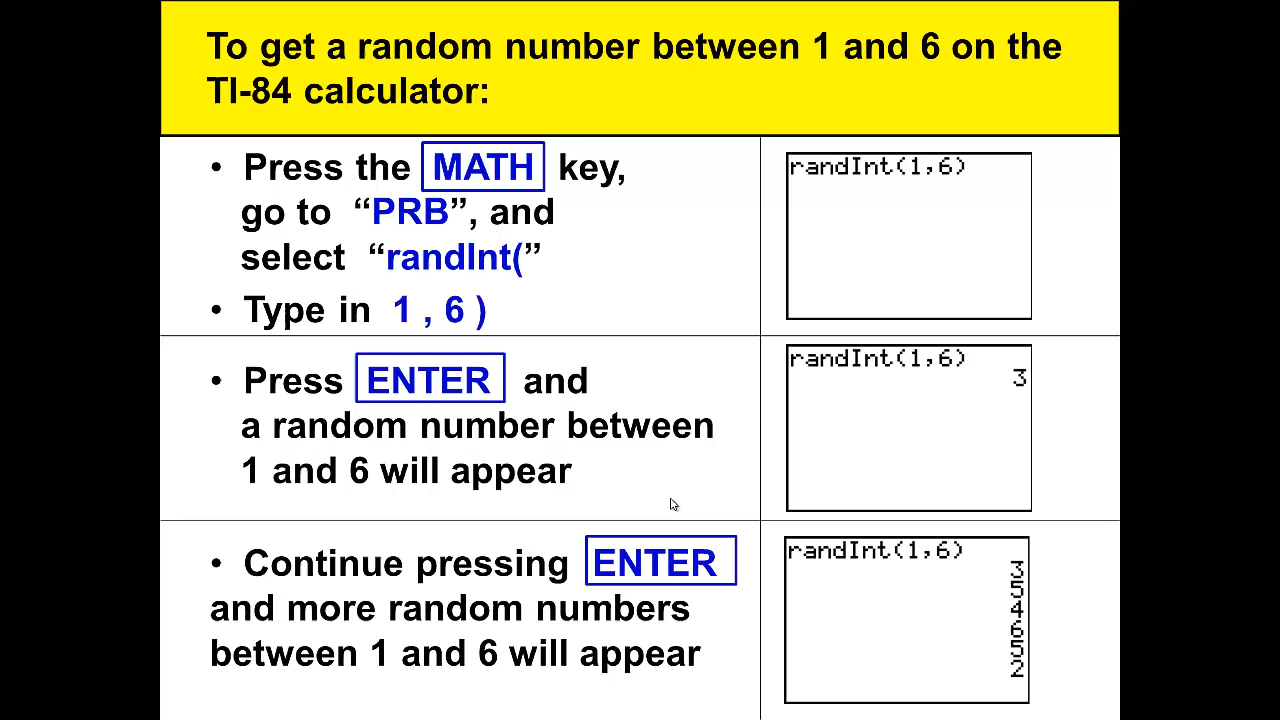 To get a random number between 1 and 6 on the
TI-84 calculator:
• Press the MATH key,
go to “PRB”, and
select “randInt(”
• Type in 1 , 6 )
randInt(1,6)
• Press ENTER and
a random number between
1 and 6 will appear
randInt(1,6)
3
• Continue pressing ENTER
and more random numbers
between 1 and 6 will appear
randInt(1,6)
3
5
4
6
5
2